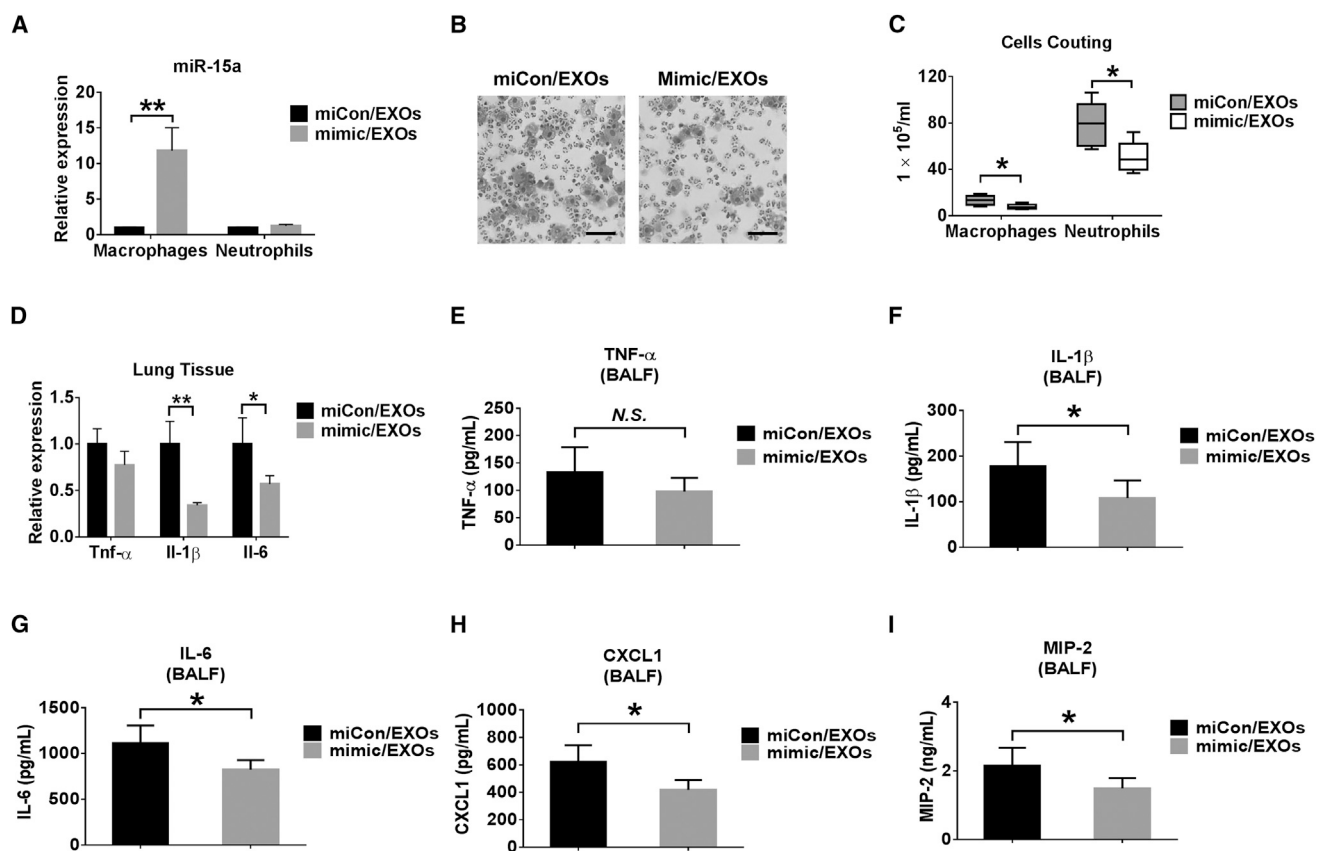 A
miR-15a
Relative expression
20
15
10
5
0
**
Macrophages Neutrophils
miCon/EXOs
mimic/EXOs
B
miCon/EXOs Mimic/EXOs
C
Cells Couting
1 × 10⁵/ml
120
80
40
0
*
*
Macrophages Neutrophils
miCon/EXOs
mimic/EXOs
D
Lung Tissue
Relative expression
1.5
1.0
0.5
0.0
**
*
Tnf-α Il-1β Il-6
miCon/EXOs
mimic/EXOs
E
TNF-α
(BALF)
TNF-α (pg/mL)
250
200
150
100
50
0
N.S.
miCon/EXOs
mimic/EXOs
F
IL-1β
(BALF)
IL-1β (pg/mL)
300
200
100
0
*
miCon/EXOs
mimic/EXOs
G
IL-6
(BALF)
IL-6 (pg/mL)
1500
1000
500
0
*
miCon/EXOs
mimic/EXOs
H
CXCL1
(BALF)
CXCL1 (pg/mL)
1000
800
600
400
200
0
*
miCon/EXOs
mimic/EXOs
I
MIP-2
(BALF)
MIP-2 (ng/mL)
4
2
0
*
miCon/EXOs
mimic/EXOs